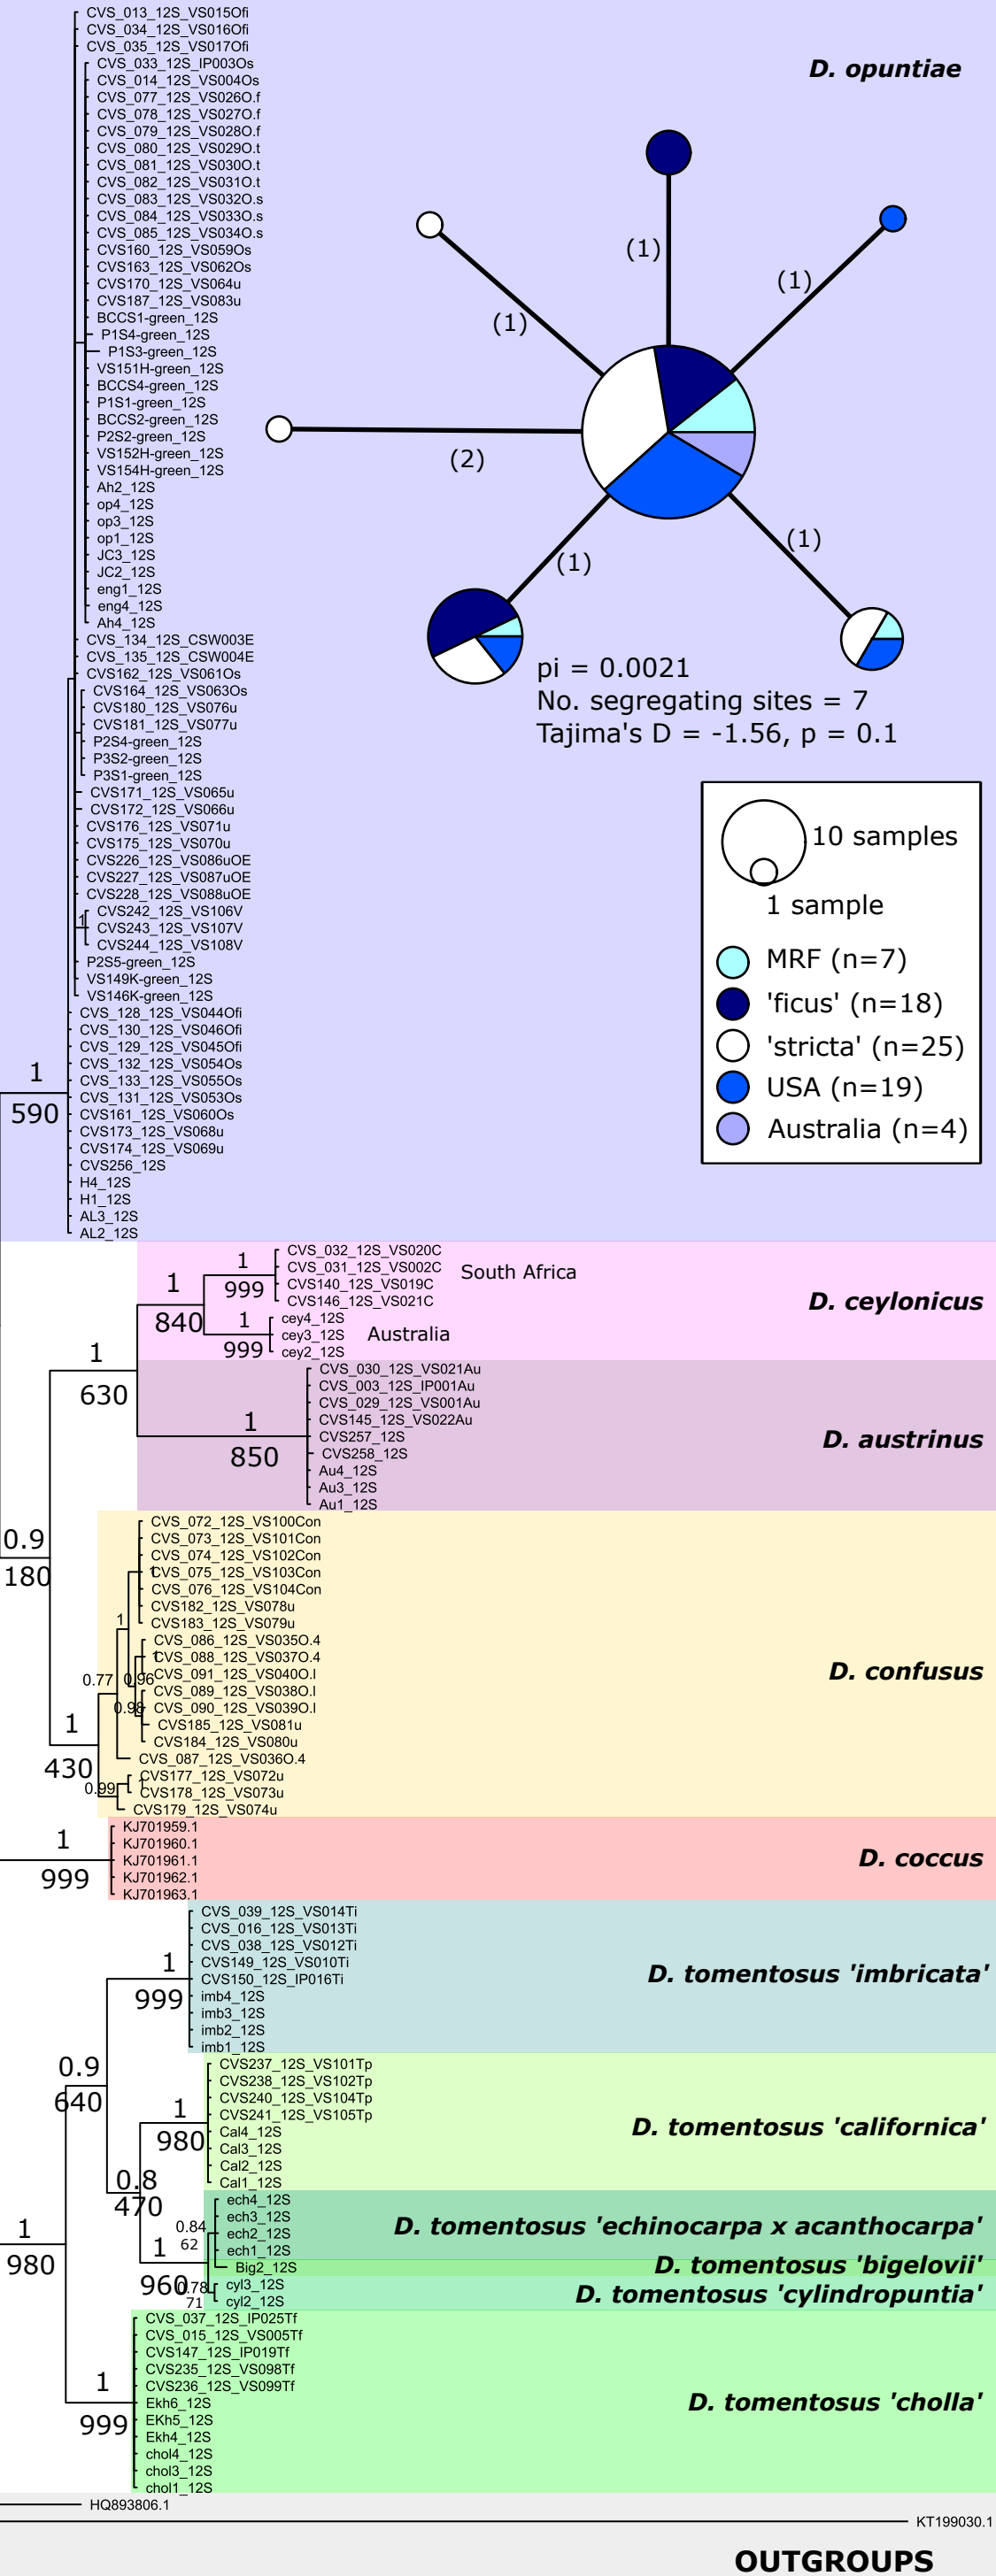 CVS_013_12S_VS015Ofi
CVS_034_12S_VS016Ofi
CVS_035_12S_VS017Ofi
CVS_033_12S_IP003Os
CVS_014_12S_VS004Os
CVS_077_12S_VS026O.f
CVS_078_12S_VS027O.f
CVS_079_12S_VS028O.f
CVS_080_12S_VS029O.t
CVS_081_12S_VS030O.t
CVS_082_12S_VS031O.t
CVS_083_12S_VS032O.s
CVS_084_12S_VS033O.s
CVS_085_12S_VS034O.s
CVS160_12S_VS059Os
CVS163_12S_VS062Os
CVS170_12S_VS064u
CVS187_12S_VS083u
BCCS1-green_12S
P1S4-green_12S
P1S3-green_12S
VS151H-green_12S
BCCS4-green_12S
P1S1-green_12S
BCCS2-green_12S
P2S2-green_12S
VS152H-green_12S
VS154H-green_12S
Ah2_12S
op4_12S
op3_12S
op1_12S
JC3_12S
JC2_12S
eng1_12S
eng4_12S
Ah4_12S
CVS_134_12S_CSW003E
CVS_135_12S_CSW004E
CVS162_12S_VS061Os
CVS164_12S_VS063Os
CVS180_12S_VS076u
CVS181_12S_VS077u
P2S4-green_12S
P3S2-green_12S
P3S1-green_12S
CVS171_12S_VS065u
CVS172_12S_VS066u
CVS176_12S_VS071u
CVS175_12S_VS070u
CVS226_12S_VS086uOE
CVS227_12S_VS087uOE
CVS228_12S_VS088uOE
CVS242_12S_VS106V
1
CVS243_12S_VS107V
CVS244_12S_VS108V
P2S5-green_12S
VS149K-green_12S
VS146K-green_12S
CVS_128_12S_VS044Ofi
CVS_130_12S_VS046Ofi
CVS_129_12S_VS045Ofi
CVS_132_12S_VS054Os
CVS_133_12S_VS055Os
CVS_131_12S_VS053Os
CVS161_12S_VS060Os
CVS173_12S_VS068u
CVS174_12S_VS069u
CVS256_12S
H4_12S
H1_12S
AL3_12S
AL2_12S
1
590
D. opuntiae
(1)
(1)
(1)
(2)
(1)
(1)
pi = 0.0021
No. segregating sites = 7
Tajima's D = -1.56, p = 0.1
10 samples
1 sample
MRF (n=7)
'ficus' (n=18)
'stricta' (n=25)
USA (n=19)
Australia (n=4)
CVS_032_12S_VS020C
CVS_031_12S_VS002C
CVS140_12S_VS019C
CVS146_12S_VS021C
South Africa
1
999
cey4_12S
cey3_12S
cey2_12S
Australia
1
999
1
840
D. ceylonicus
1
630
CVS_030_12S_VS021Au
CVS_003_12S_IP001Au
CVS_029_12S_VS001Au
CVS145_12S_VS022Au
CVS257_12S
CVS258_12S
Au4_12S
Au3_12S
Au1_12S
1
850
D. austrinus
0.9
180
CVS_072_12S_VS100Con
CVS_073_12S_VS101Con
CVS_074_12S_VS102Con
CVS_075_12S_VS103Con
1
CVS_076_12S_VS104Con
CVS182_12S_VS078u
CVS183_12S_VS079u
1
CVS_086_12S_VS035O.4
CVS_088_12S_VS037O.4
1
CVS_091_12S_VS040O.l
0.77
0.96
CVS_089_12S_VS038O.l
CVS_090_12S_VS039O.l
0.98
CVS185_12S_VS081u
CVS184_12S_VS080u
CVS_087_12S_VS036O.4
CVS177_12S_VS072u
1
CVS178_12S_VS073u
0.99
CVS179_12S_VS074u
1
430
D. confusus
KJ701959.1
KJ701960.1
KJ701961.1
KJ701962.1
KJ701963.1
1
999
D. coccus
CVS_039_12S_VS014Ti
CVS_016_12S_VS013Ti
CVS_038_12S_VS012Ti
CVS149_12S_VS010Ti
CVS150_12S_IP016Ti
imb4_12S
imb3_12S
imb2_12S
imb1_12S
1
999
D. tomentosus 'imbricata'
0.9
640
CVS237_12S_VS101Tp
CVS238_12S_VS102Tp
CVS240_12S_VS104Tp
CVS241_12S_VS105Tp
Cal4_12S
Cal3_12S
Cal2_12S
Cal1_12S
1
980
D. tomentosus 'californica'
0.8
470
ech4_12S
ech3_12S
ech2_12S
ech1_12S
0.84
62
D. tomentosus 'echinocarpa x acanthocarpa'
Big2_12S
D. tomentosus 'bigelovii'
1
960
cyl3_12S
cyl2_12S
0.78
71
D. tomentosus 'cylindropuntia'
1
980
CVS_037_12S_IP025Tf
CVS_015_12S_VS005Tf
CVS147_12S_IP019Tf
CVS235_12S_VS098Tf
CVS236_12S_VS099Tf
Ekh6_12S
EKh5_12S
Ekh4_12S
chol4_12S
chol3_12S
chol1_12S
1
999
D. tomentosus 'cholla'
HQ893806.1
KT199030.1
OUTGROUPS